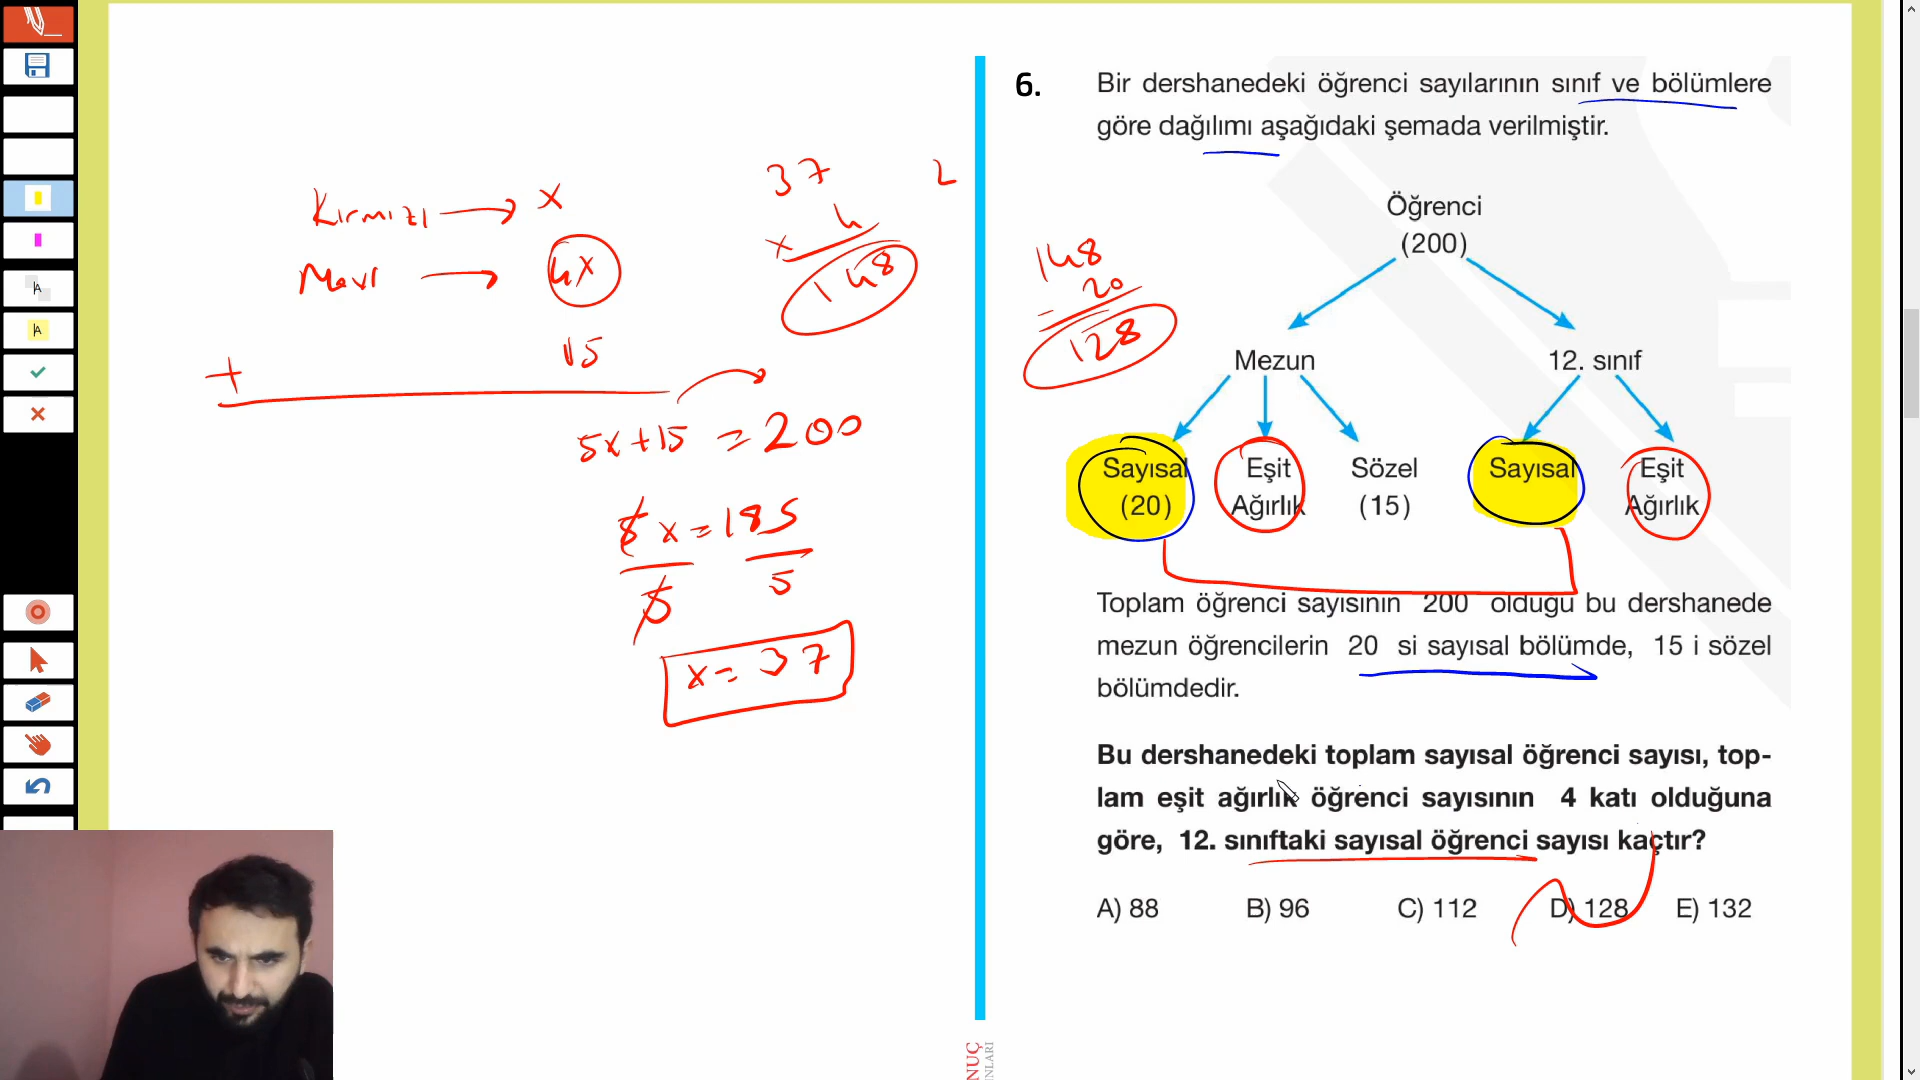 Kırmızı → x
Mavi → 4x
15
+
5x+15 = 200
5x = 185
5 5
x = 37
37
4
x
148
2
148
20
-
128
6. Bir dershanedeki öğrenci sayılarının sınıf ve bölümlere
göre dağılımı aşağıdaki şemada verilmiştir.
Öğrenci
(200)
Mezun 12. sınıf
Sayısal Eşit Sözel Sayısal Eşit
(20) Ağırlık (15) Ağırlık
Toplam öğrenci sayısının 200 olduğu bu dershanede
mezun öğrencilerin 20 si sayısal bölümde, 15 i sözel
bölümdedir.
Bu dershanedeki toplam sayısal öğrenci sayısı, top-
lam eşit ağırlık öğrenci sayısının 4 katı olduğuna
göre, 12. sınıftaki sayısal öğrenci sayısı kaçtır?
A) 88 B) 96 C) 112 D) 128 E) 132